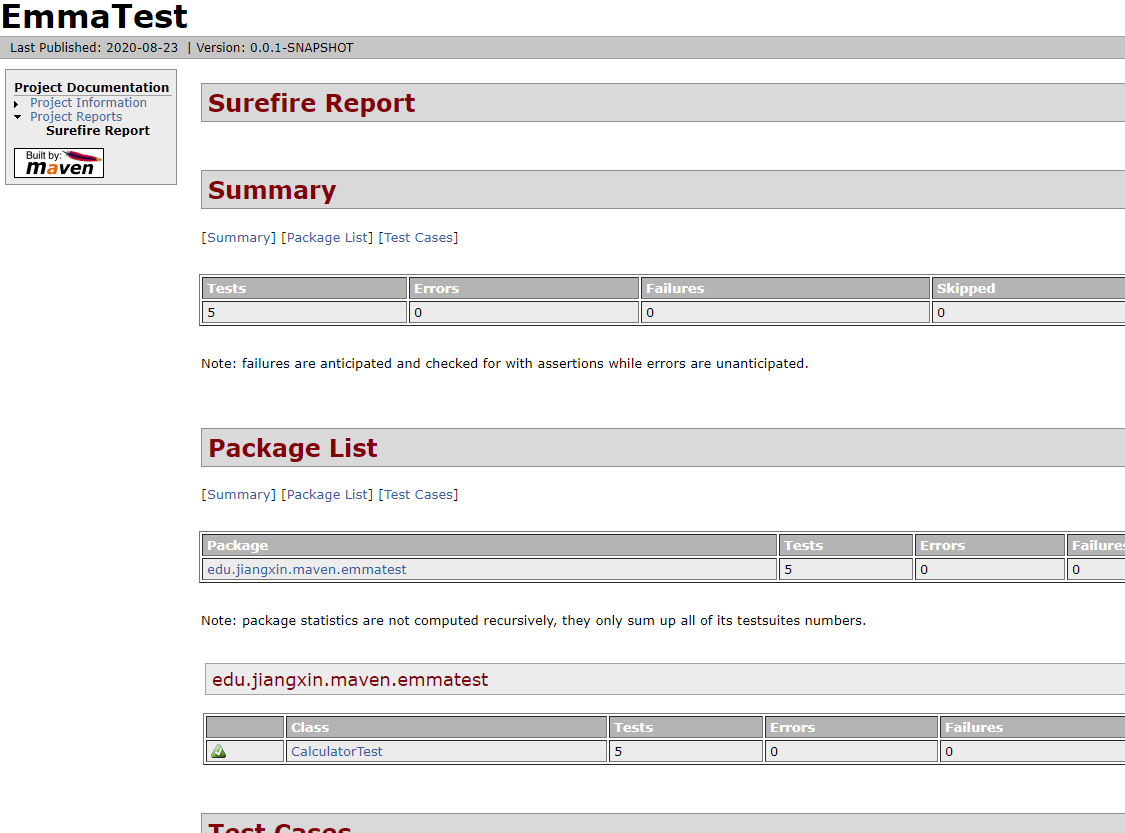 EmmaTest
Last Published: 2020-08-23 | Version: 0.0.1-SNAPSHOT
Project Documentation
Project Information
Project Reports
Surefire Report
Built by:
maven
Surefire Report
Summary
[Summary] [Package List] [Test Cases]
Tests Errors Failures Skipped
5 0 0 0
Note: failures are anticipated and checked for with assertions while errors are unanticipated.
Package List
[Summary] [Package List] [Test Cases]
Package Tests Errors Failures
edu.jiangxin.maven.emmatest 5 0 0
Note: package statistics are not computed recursively, they only sum up all of its testsuites numbers.
edu.jiangxin.maven.emmatest
Class Tests Errors Failures
CalculatorTest 5 0 0
Test Cases